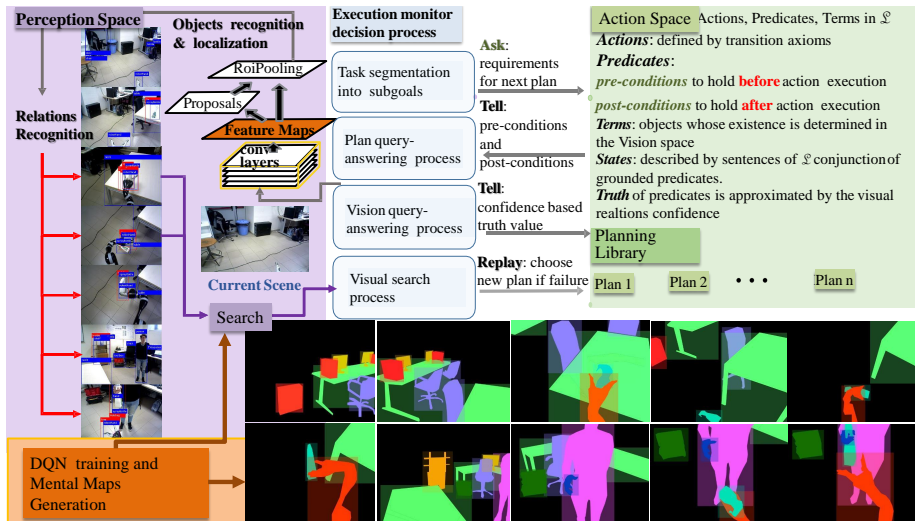 Perception Space
Objects recognition
& localization
RoiPooling
Proposals
Feature Maps
conv
layers
Relations
Recognition
Current Scene
Search
DQN training and
Mental Maps
Generation
Execution monitor
decision process
Task segmentation
into subgoals
Plan query-
answering process
Vision query-
answering process
Visual search
process
Ask:
requirements
for next plan
Tell:
pre-conditions
and
post-conditions
Tell:
confidence based
truth value
Replay: choose
new plan if failure
Action Space
Actions, Predicates, Terms in ℒ
Actions: defined by transition axioms
Predicates:
pre-conditions to hold before action execution
post-conditions to hold after action execution
Terms: objects whose existence is determined in
the Vision space
States: described by sentences of ℒ conjunction of
grounded predicates.
Truth of predicates is approximated by the visual
realtions confidence
Planning
Library
Plan 1
Plan 2
• • •
Plan n